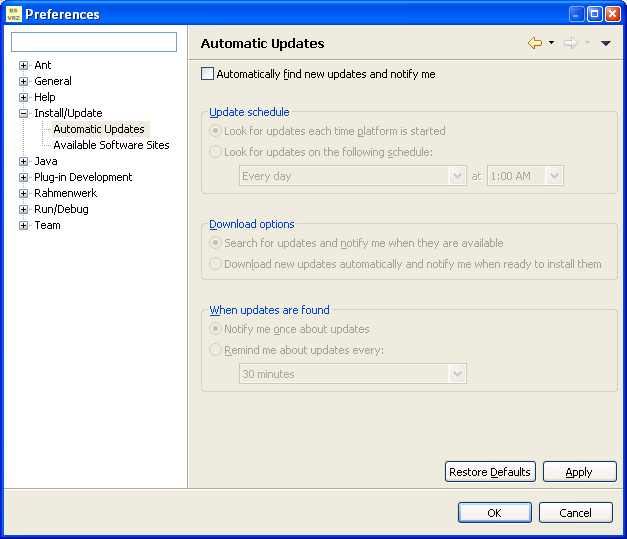 BS
VRZ
Preferences
Automatic Updates
Ant
General
Help
Install/Update
Automatic Updates
Available Software Sites
Java
Plug-in Development
Rahmenwerk
Run/Debug
Team
Automatically find new updates and notify me
Update schedule
Look for updates each time platform is started
Look for updates on the following schedule:
Every day at 1:00 AM
Download options
Search for updates and notify me when they are available
Download new updates automatically and notify me when ready to install them
When updates are found
Notify me once about updates
Remind me about updates every:
30 minutes
Restore Defaults Apply
OK Cancel